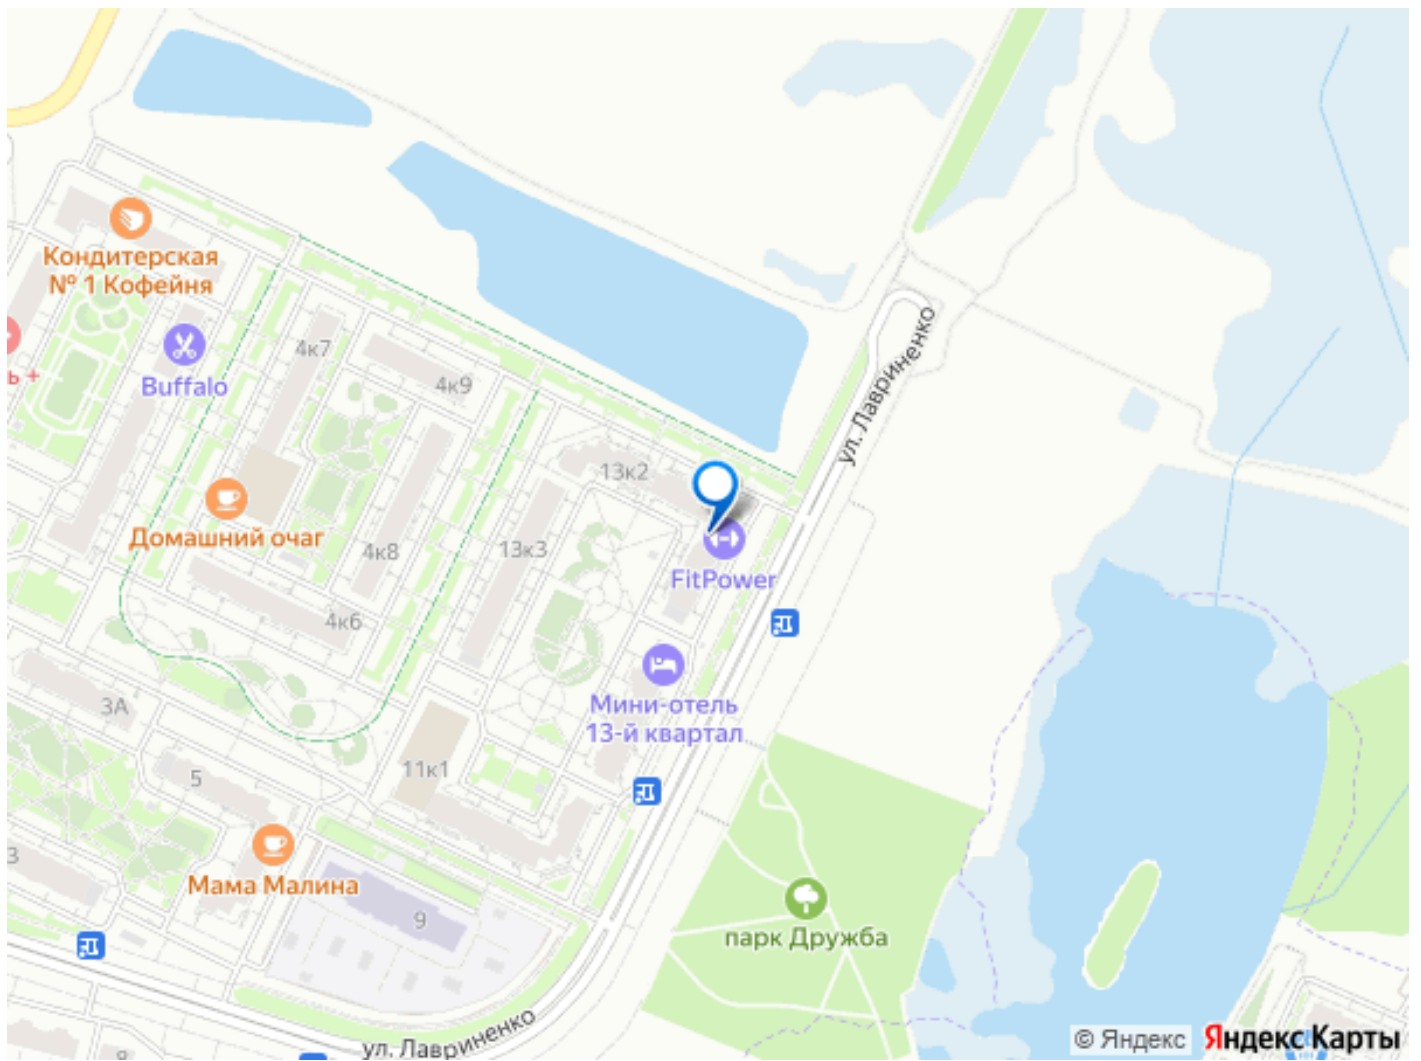 Кондитерская
№ 1 Кофейня
ь +
Buffalo
4к7
4к9
ул. Лавриненко
13к2
Домашний очаг
4к8
13к3
FitPower
4к6
3А
Мини-отель
13-й квартал
5
11к1
3
Мама Малина
9
парк Дружба
ул. Лавриненко
8
© Яндекс
Яндекс Карты